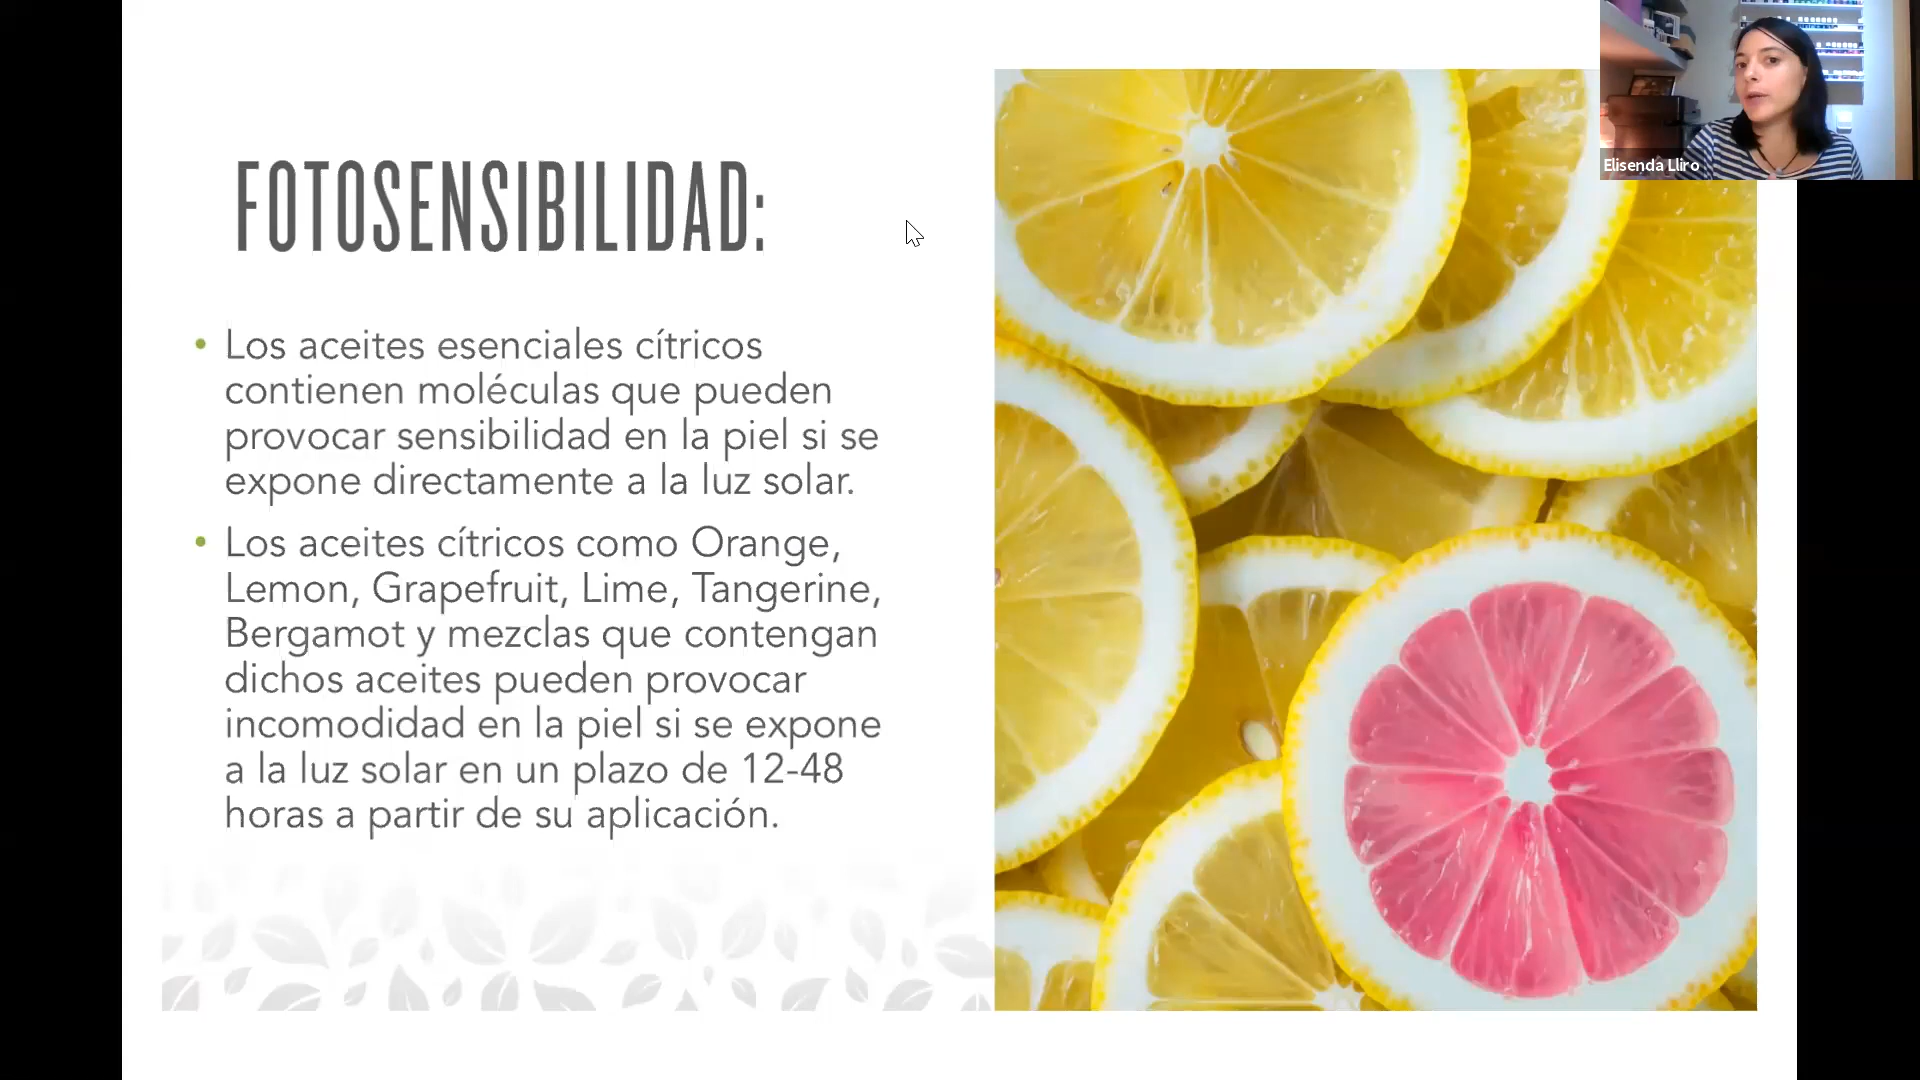 FOTOSENSIBILIDAD:
• Los aceites esenciales cítricos
contienen moléculas que pueden
provocar sensibilidad en la piel si se
expone directamente a la luz solar.
• Los aceites cítricos como Orange,
Lemon, Grapefruit, Lime, Tangerine,
Bergamot y mezclas que contengan
dichos aceites pueden provocar
incomodidad en la piel si se expone
a la luz solar en un plazo de 12-48
horas a partir de su aplicación.
Elisenda Lliro